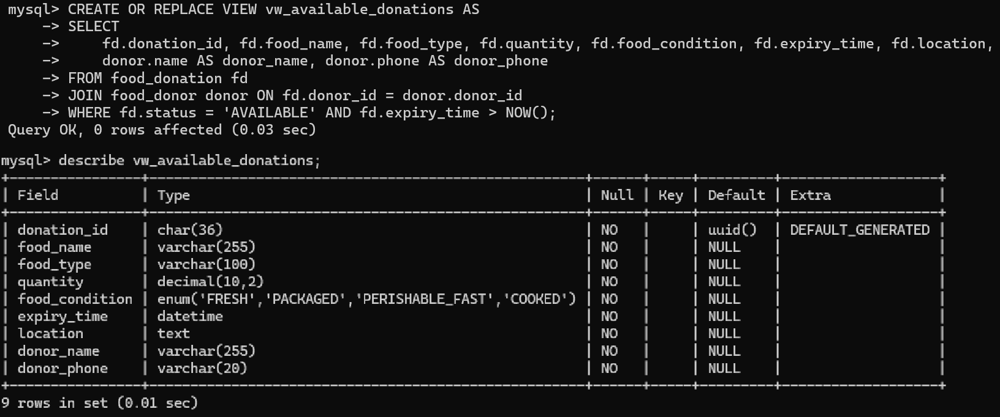 mysql> CREATE OR REPLACE VIEW vw_available_donations AS
    -> SELECT
    ->     fd.donation_id, fd.food_name, fd.food_type, fd.quantity, fd.food_condition, fd.expiry_time, fd.location,
    ->     donor.name AS donor_name, donor.phone AS donor_phone
    -> FROM food_donation fd
    -> JOIN food_donor donor ON fd.donor_id = donor.donor_id
    -> WHERE fd.status = 'AVAILABLE' AND fd.expiry_time > NOW();
Query OK, 0 rows affected (0.03 sec)

mysql> describe vw_available_donations;
+----------------+-----------------------------------------------------+------+-----+---------+-------------------+
| Field          | Type                                                | Null | Key | Default | Extra             |
+----------------+-----------------------------------------------------+------+-----+---------+-------------------+
| donation_id    | char(36)                                            | NO   |     | uuid()  | DEFAULT_GENERATED |
| food_name      | varchar(255)                                        | NO   |     | NULL    |                   |
| food_type      | varchar(100)                                        | NO   |     | NULL    |                   |
| quantity       | decimal(10,2)                                       | NO   |     | NULL    |                   |
| food_condition | enum('FRESH','PACKAGED','PERISHABLE_FAST','COOKED') | NO   |     | NULL    |                   |
| expiry_time    | datetime                                            | NO   |     | NULL    |                   |
| location       | text                                                | NO   |     | NULL    |                   |
| donor_name     | varchar(255)                                        | NO   |     | NULL    |                   |
| donor_phone    | varchar(20)                                         | NO   |     | NULL    |                   |
+----------------+-----------------------------------------------------+------+-----+---------+-------------------+
9 rows in set (0.01 sec)